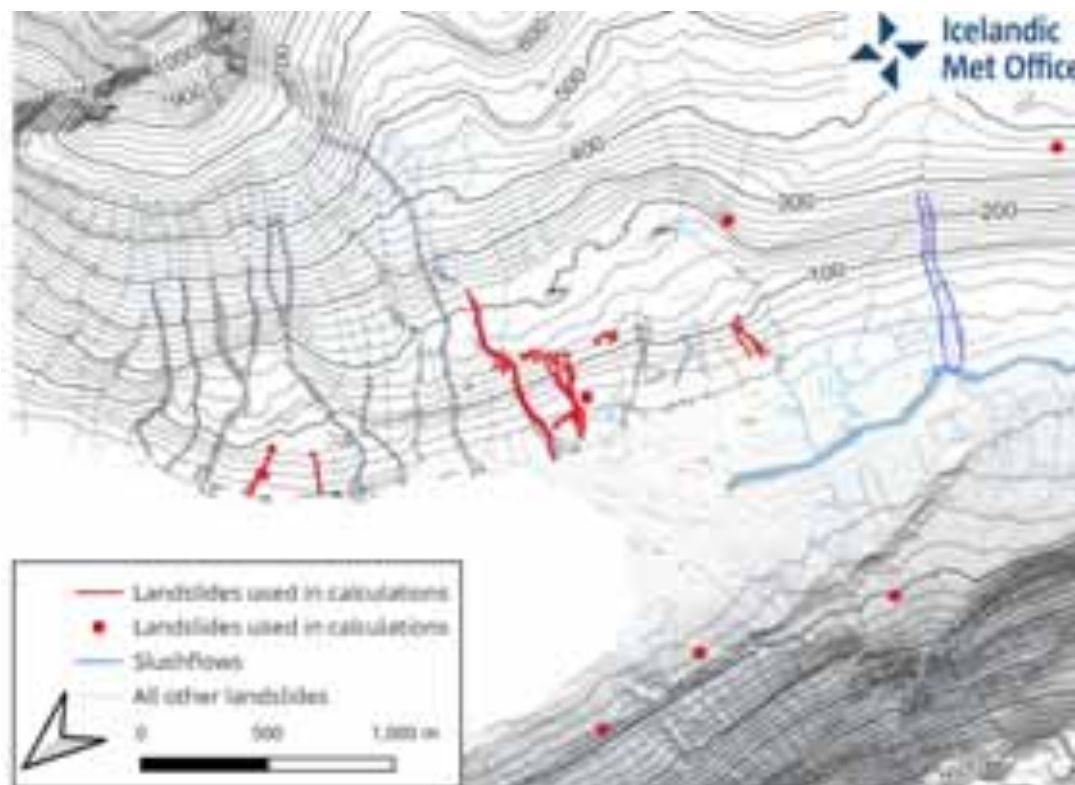 Icelandic
Met Office
500
400
300
200
100
Landslides used in calculations
Landslides used in calculations
Slushflows
All other landslides
0 500 1,000 m